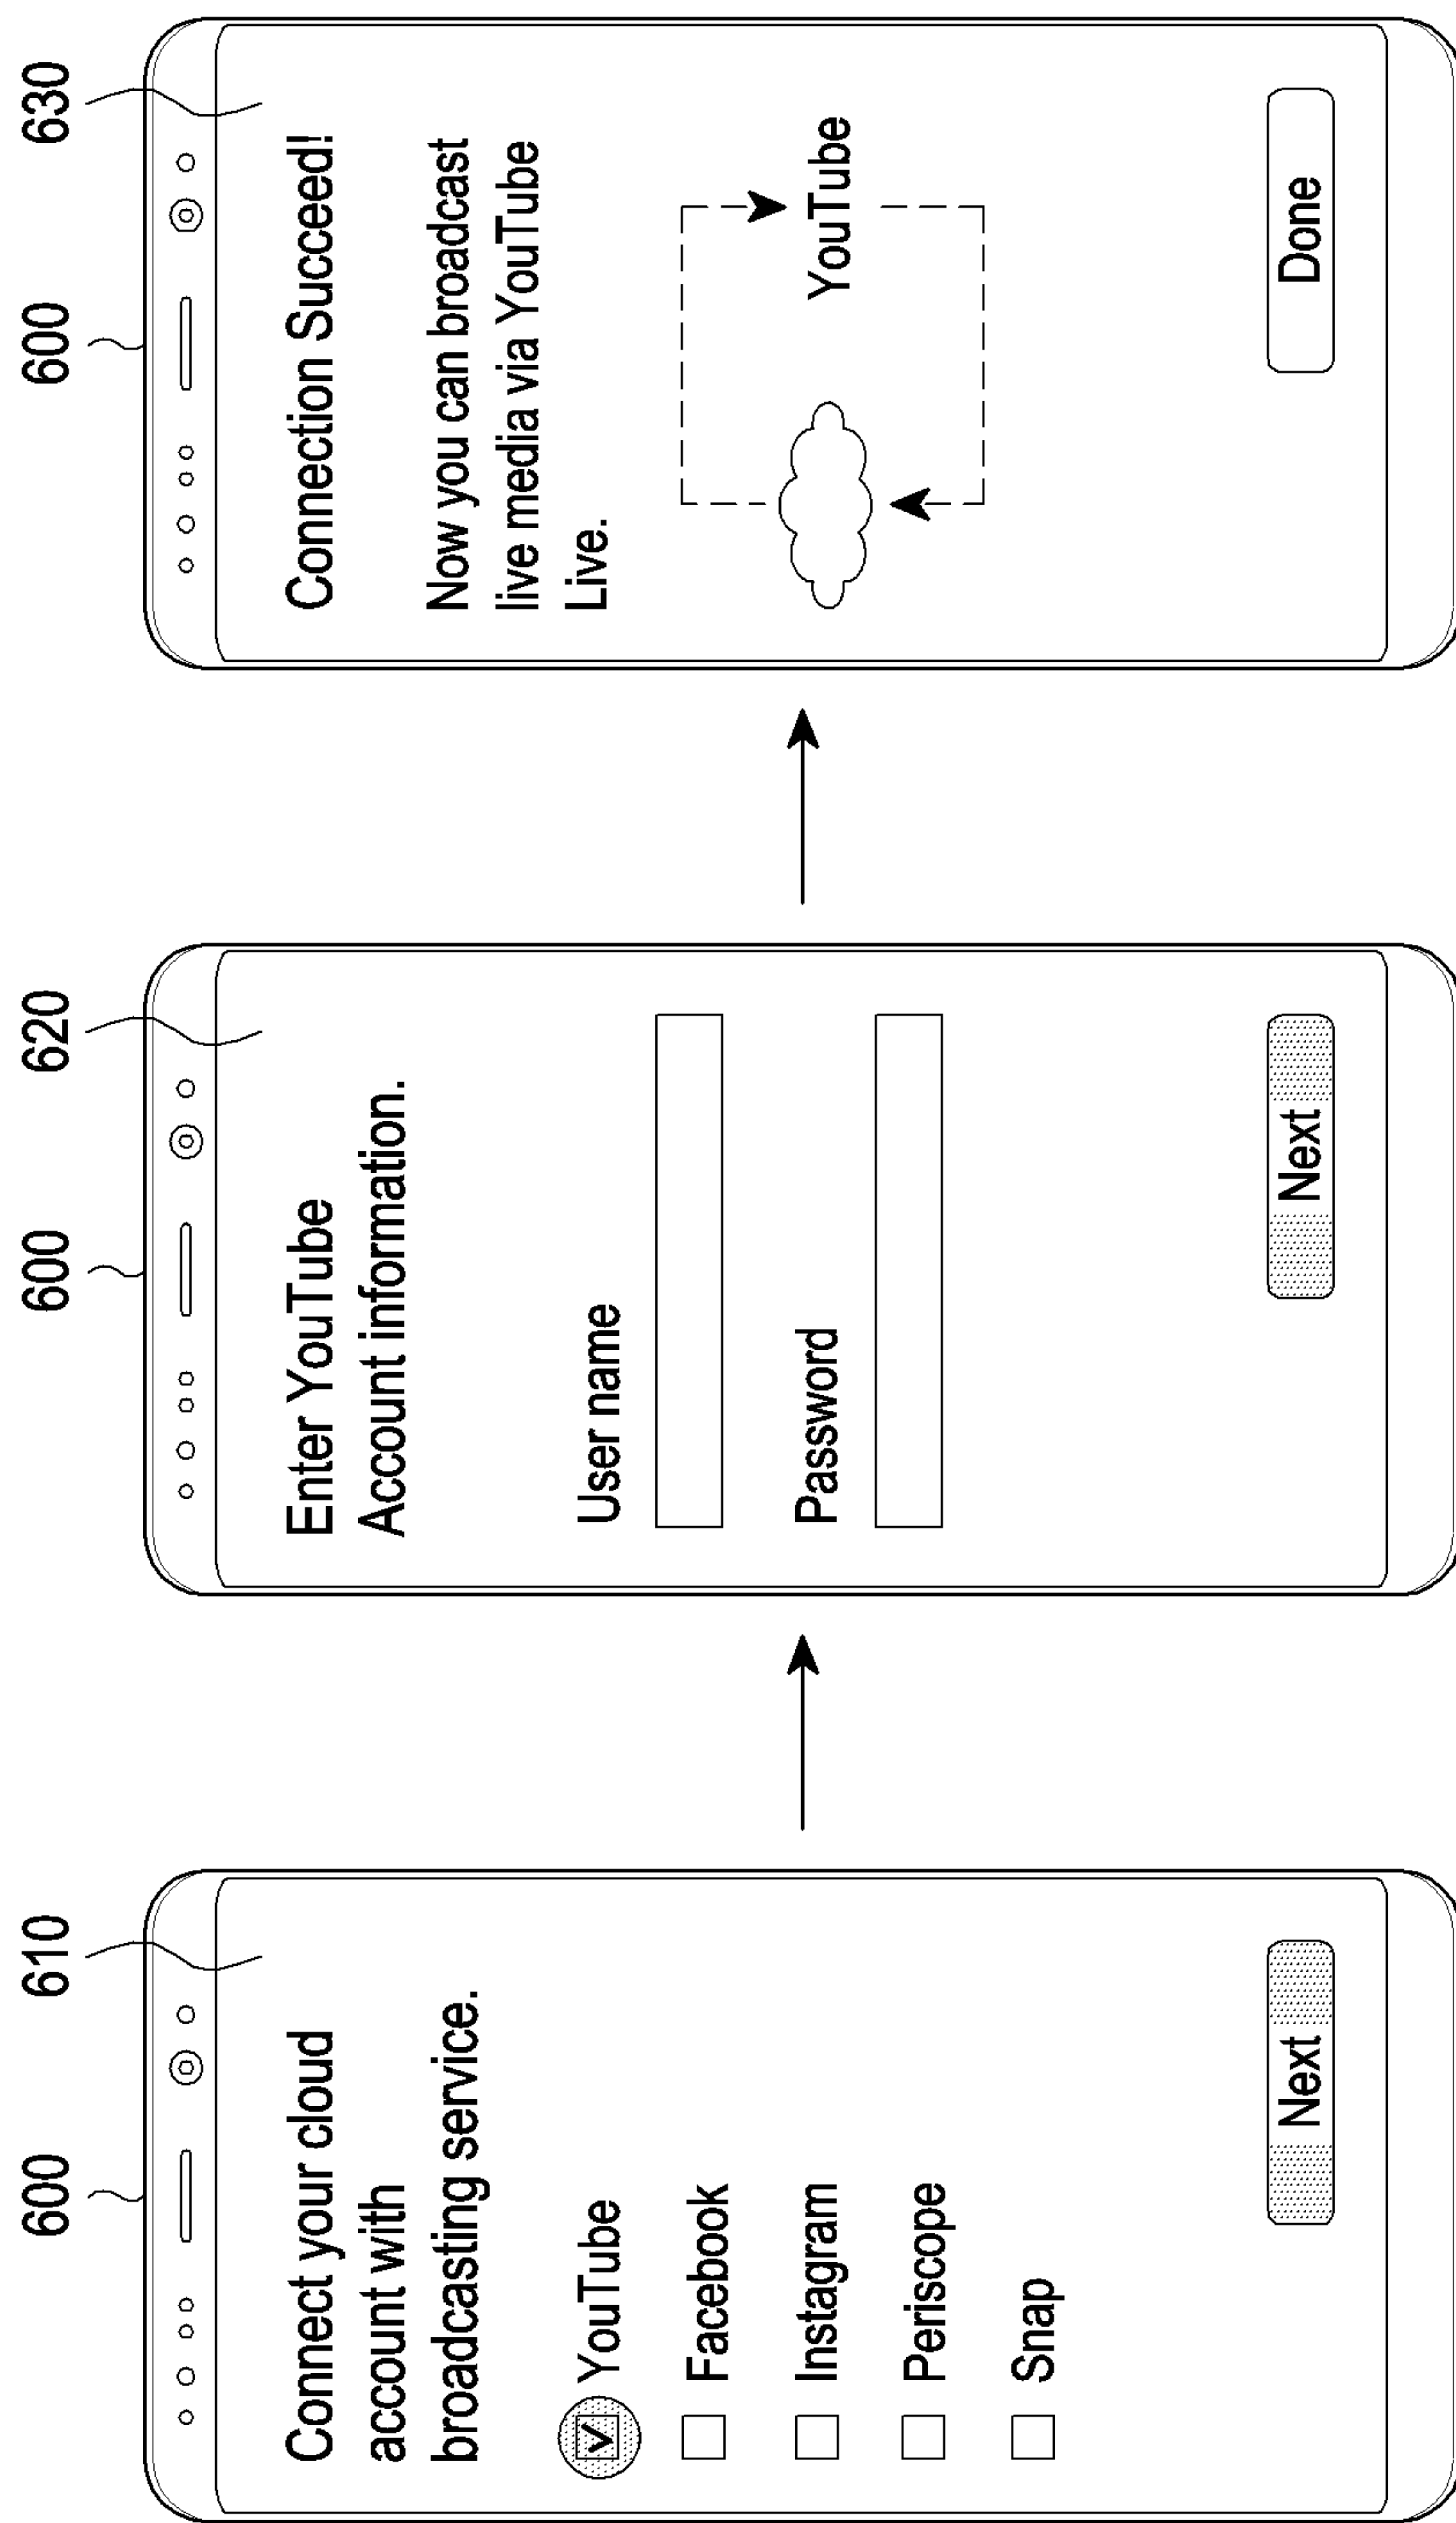 600
610
Connect your cloud
account with
broadcasting service.
YouTube
Facebook
Instagram
Periscope
Snap
Next
600
620
Enter YouTube
Account information.
User name
Password
Next
600
630
Connection Succeed!
Now you can broadcast
live media via YouTube
Live.
YouTube
Done